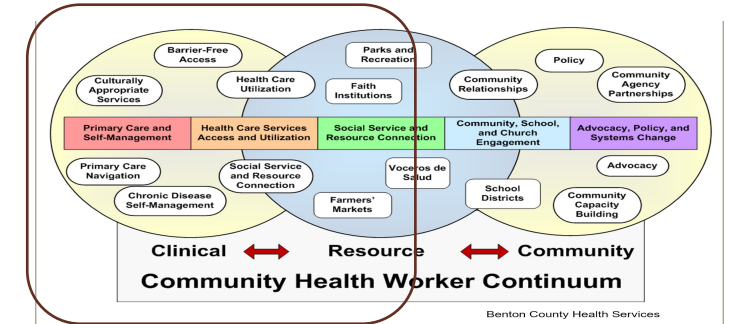 Barrier-Free
Access
Parks and
Recreation
Policy
Culturally
Appropriate
Services
Health Care
Utilization
Faith
Institutions
Community
Relationships
Community
Agency
Partnerships
Primary Care and
Self-Management
Health Care Services
Access and Utilization
Social Service and
Resource Connection
Community, School,
and Church
Engagement
Advocacy, Policy, and
Systems Change
Primary Care
Navigation
Social Service
and Resource
Connection
Voceros de
Salud
Advocacy
Chronic Disease
Self-Management
Farmers'
Markets
School
Districts
Community
Capacity
Building
Clinical Resource Community
Community Health Worker Continuum
Benton County Health Services